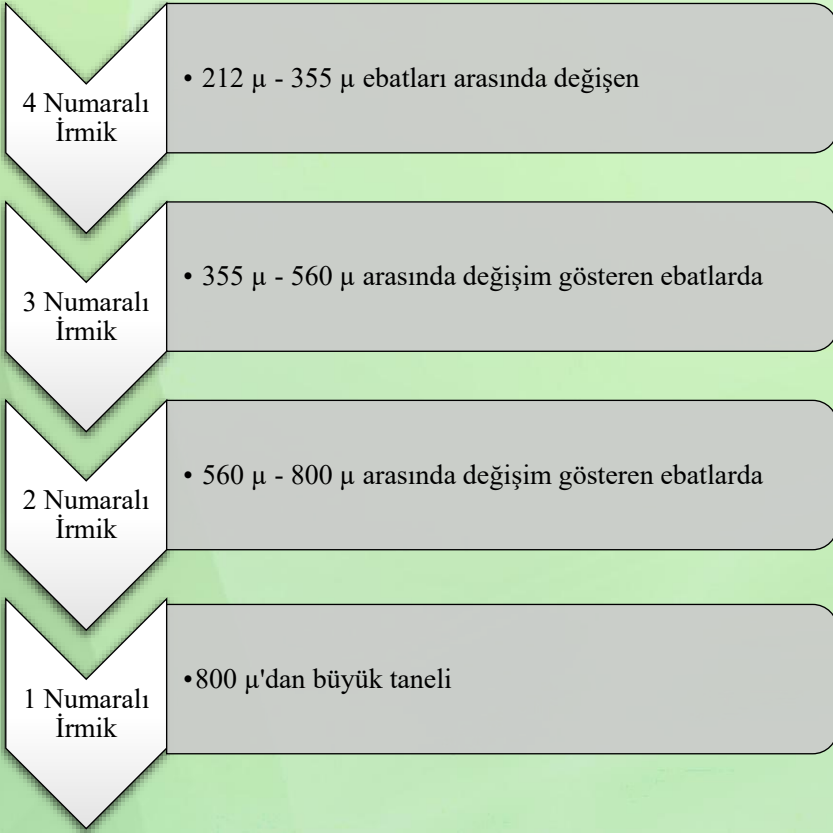 4 Numaralı
İrmik
• 212 µ - 355 µ ebatları arasında değişen
3 Numaralı
İrmik
• 355 µ - 560 µ arasında değişim gösteren ebatlarda
2 Numaralı
İrmik
• 560 µ - 800 µ arasında değişim gösteren ebatlarda
1 Numaralı
İrmik
•800 µ'dan büyük taneli